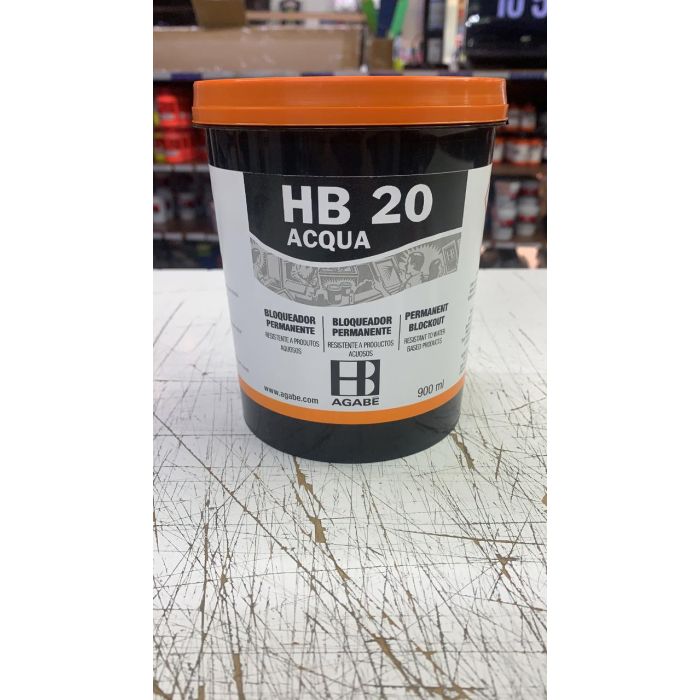 HB 20
ACQUA
BLOQUEADOR
PERMANENTE
RESISTENTE A PRODUTOS
AQUOSOS
BLOQUEADOR
PERMANENTE
RESISTENTE A PRODUCTOS
ACUOSOS
PERMANENT
BLOCKOUT
RESISTANT TO WATER
BASED PRODUCTS
HB
AGABE
www.agabe.com
900 ml